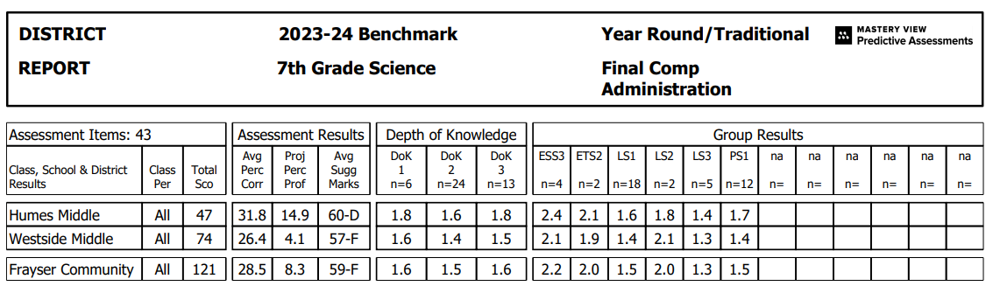 DISTRICT 2023-24 Benchmark Year Round/Traditional MASTERY VIEW
Predictive Assessments
REPORT 7th Grade Science Final Comp
Administration
Assessment Items: 43 Assessment Results Depth of Knowledge Group Results
Class, School & District Results Class Per Total Sco Avg Perc Corr Proj Perc Prof Avg Sugg Marks DoK 1 n=6 DoK 2 n=24 DoK 3 n=13 ESS3 n=4 ETS2 n=2 LS1 n=18 LS2 n=2 LS3 n=5 PS1 n=12 na n= na n= na n= na n= na n= na n=
Humes Middle All 47 31.8 14.9 60-D 1.8 1.6 1.8 2.4 2.1 1.6 1.8 1.4 1.7
Westside Middle All 74 26.4 4.1 57-F 1.6 1.4 1.5 2.1 1.9 1.4 2.1 1.3 1.4
Frayser Community All 121 28.5 8.3 59-F 1.6 1.5 1.6 2.2 2.0 1.5 2.0 1.3 1.5